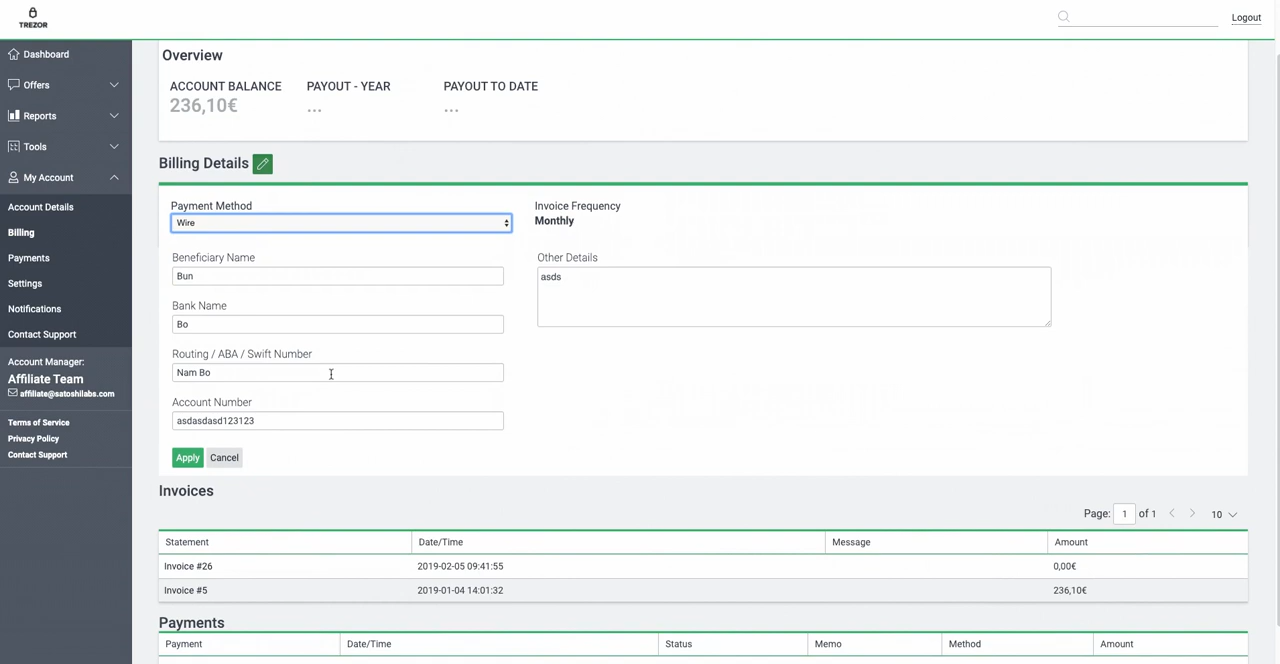 TREZOR
Logout
Dashboard
Offers
Reports
Tools
My Account
Account Details
Billing
Payments
Settings
Notifications
Contact Support
Account Manager:
Affiliate Team
affiliate@satoshilabs.com
Terms of Service
Privacy Policy
Contact Support
Overview
ACCOUNT BALANCE PAYOUT - YEAR PAYOUT TO DATE
236,10€ ... ...
Billing Details
Payment Method
Wire
Invoice Frequency
Monthly
Beneficiary Name
Bun
Bank Name
Bo
Routing / ABA / Swift Number
Nam Bo
Account Number
asdasdasd123123
Other Details
asds
Apply Cancel
Invoices
Page: 1 of 1 < > 10
Statement Date/Time Message Amount
Invoice #26 2019-02-05 09:41:55 0,00€
Invoice #5 2019-01-04 14:01:32 236,10€
Payments
Payment Date/Time Status Memo Method Amount